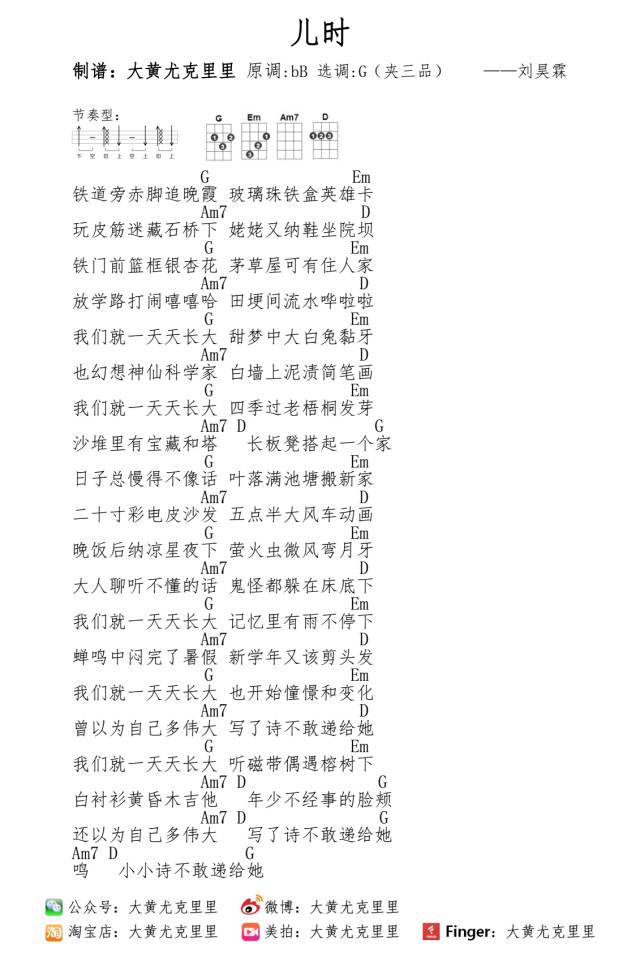 儿时
制谱：大黄尤克里里 原调:bB 选调:G（夹三品） ——刘昊霖
节奏型：
G Em Am7 D
1 2 3 1 2 3 1 2 3
下 空 切 上 空 上 切 上
G Em
铁道旁赤脚追晚霞 玻璃珠铁盒英雄卡
Am7 D
玩皮筋迷藏石桥下 姥姥又纳鞋坐院坝
G Em
铁门前篮框银杏花 茅草屋可有住人家
Am7 D
放学路打闹嘻嘻哈 田埂间流水哗啦啦
G Em
我们就一天天长大 甜梦中大白兔黏牙
Am7 D
也幻想神仙科学家 白墙上泥渍简笔画
G Em
我们就一天天长大 四季过老梧桐发芽
Am7 D G
沙堆里有宝藏和塔 长板凳搭起一个家
G Em
日子总慢得不像话 叶落满池塘搬新家
Am7 D
二十寸彩电皮沙发 五点半大风车动画
G Em
晚饭后纳凉星夜下 萤火虫微风弯月牙
Am7 D
大人聊听不懂的话 鬼怪都躲在床底下
G Em
我们就一天天长大 记忆里有雨不停下
Am7 D
蝉鸣中闷完了暑假 新学年又该剪头发
G Em
我们就一天天长大 也开始憧憬和变化
Am7 D
曾以为自己多伟大 写了诗不敢递给她
G Em
我们就一天天长大 听磁带偶遇榕树下
Am7 D G
白衬衫黄昏木吉他 年少不经事的脸颊
Am7 D G
还以为自己多伟大 写了诗不敢递给她
Am7 D G
鸣 小小诗不敢递给她
公众号：大黄尤克里里 微博：大黄尤克里里
淘宝店：大黄尤克里里 美拍：大黄尤克里里 Finger：大黄尤克里里